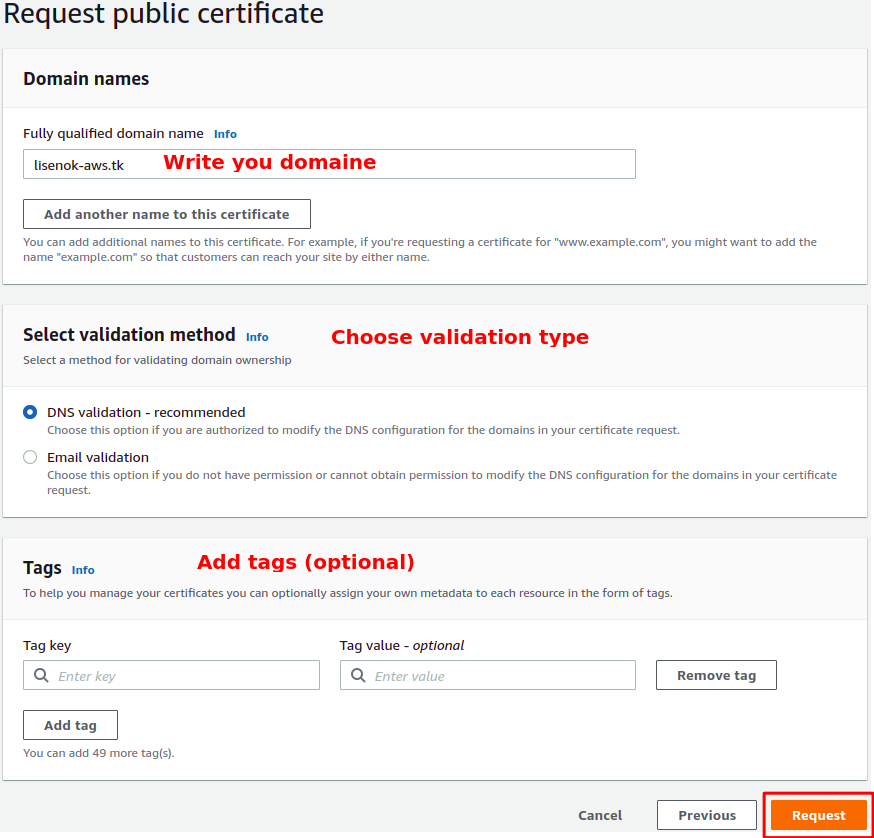 Request public certificate
Domain names
Fully qualified domain name Info
lisenok-aws.tk Write you domaine
Add another name to this certificate
You can add additional names to this certificate. For example, if you're requesting a certificate for "www.example.com", you might want to add the
name "example.com" so that customers can reach your site by either name.
Select validation method Info Choose validation type
Select a method for validating domain ownership
DNS validation - recommended
Choose this option if you are authorized to modify the DNS configuration for the domains in your certificate request.
Email validation
Choose this option if you do not have permission or cannot obtain permission to modify the DNS configuration for the domains in your certificate
request.
Tags Info Add tags (optional)
To help you manage your certificates you can optionally assign your own metadata to each resource in the form of tags.
Tag key Tag value - optional
Enter key Enter value Remove tag
Add tag
You can add 49 more tag(s).
Cancel Previous Request